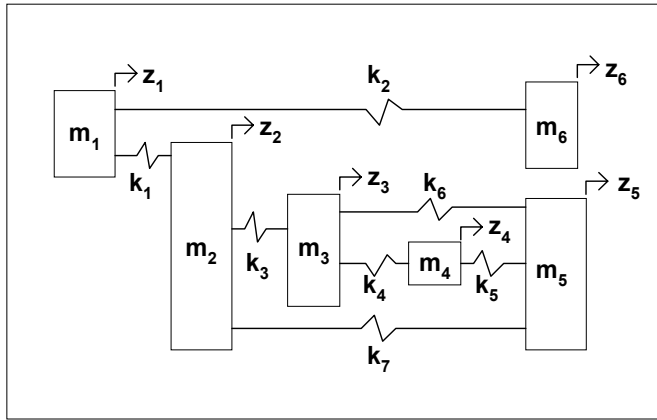 z₁
k₂
z₆
m₁
m₆
z₂
k₁
z₃
k₆
z₅
m₂
k₃
m₃
z₄
m₄
k₄
k₅
m₅
k₇